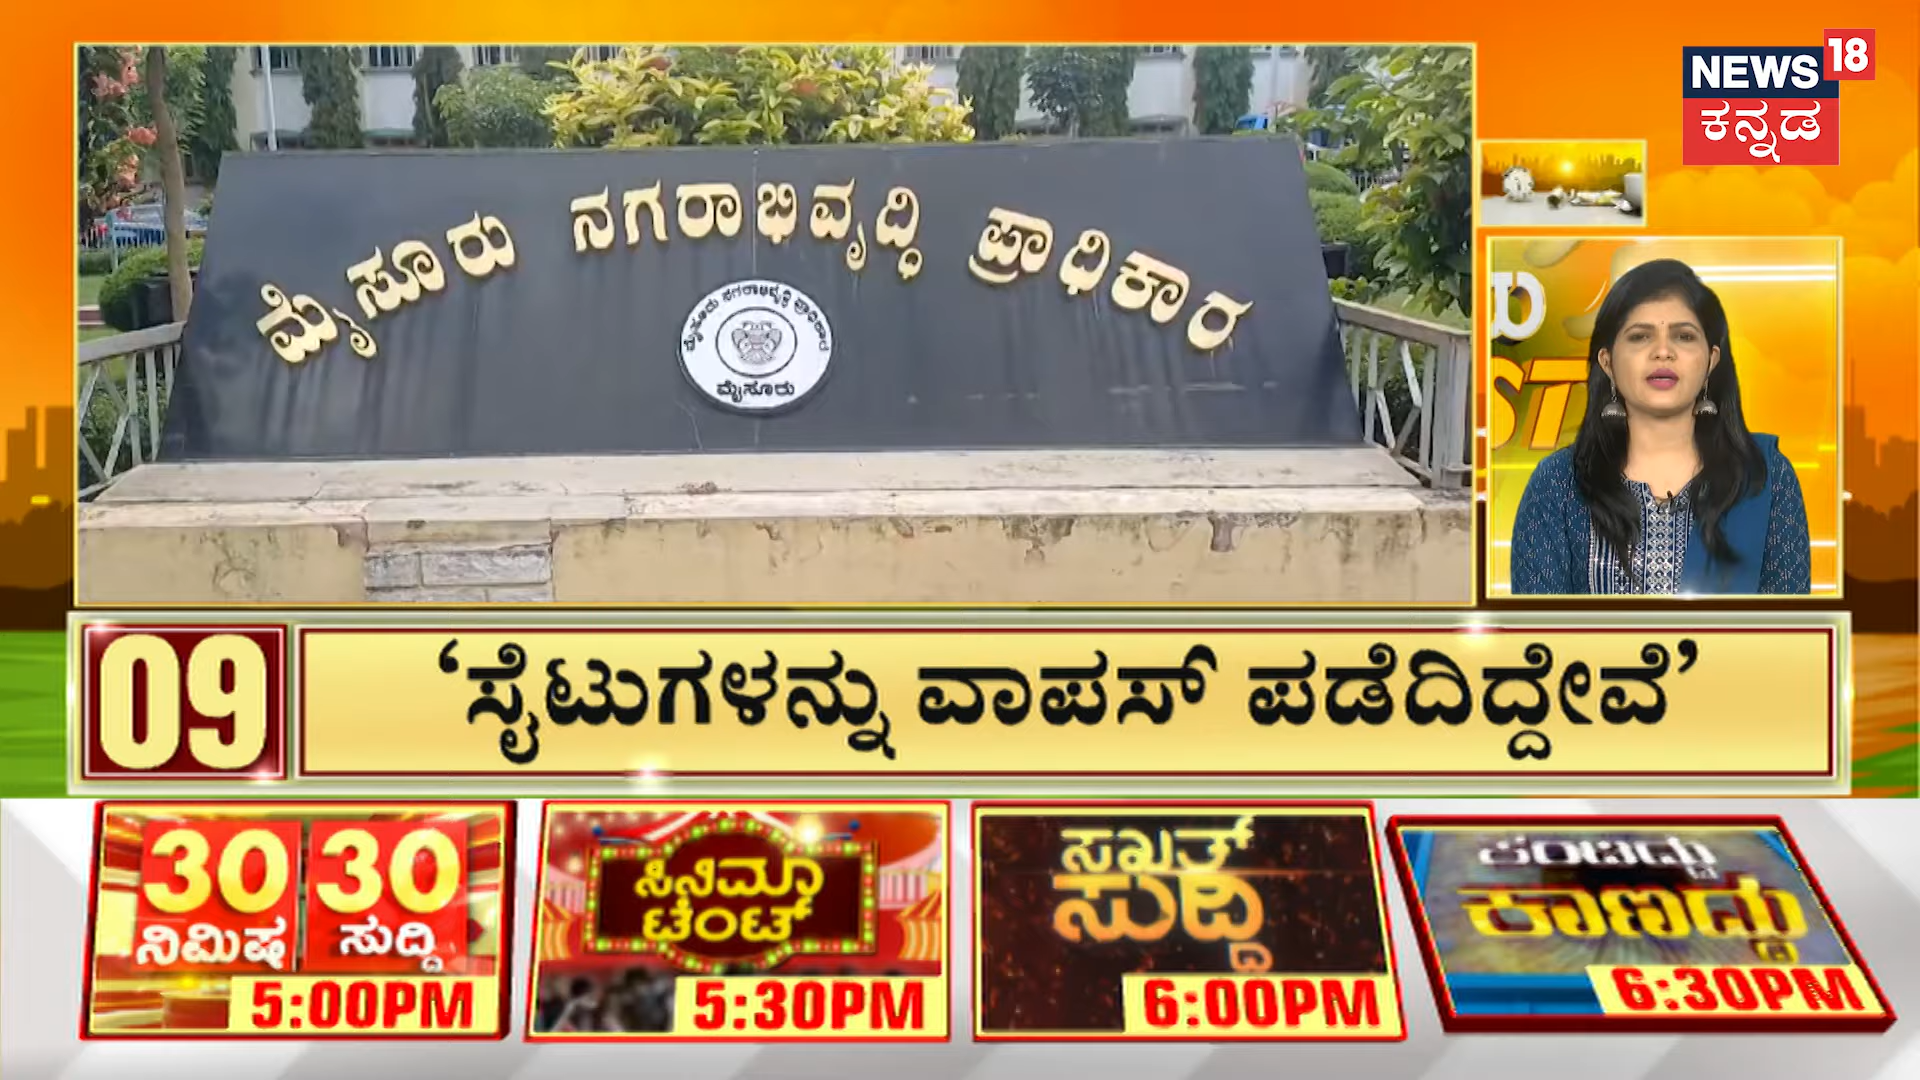 NEWS 18
ಕನ್ನಡ
ಮೈಸೂರು ನಗರಾಭಿವೃದ್ಧಿ ಪ್ರಾಧಿಕಾರ
ಮೈಸೂರು ನಗರಾಭಿವೃದ್ಧಿ ಪ್ರಾಧಿಕಾರ
ಮೈಸೂರು
09
‘ಸೈಟುಗಳನ್ನು ವಾಪಸ್ ಪಡೆದಿದ್ದೇವೆ’
30 ನಿಮಿಷ 30 ಸುದ್ದಿ
5:00PM
ಸಿನಿಮಾ ಟೆಂಟ್
5:30PM
ಸಖತ್ ಸುದ್ದಿ
6:00PM
ಕಂಡಿದ್ದು ಕಾಣದ್ದು
6:30PM